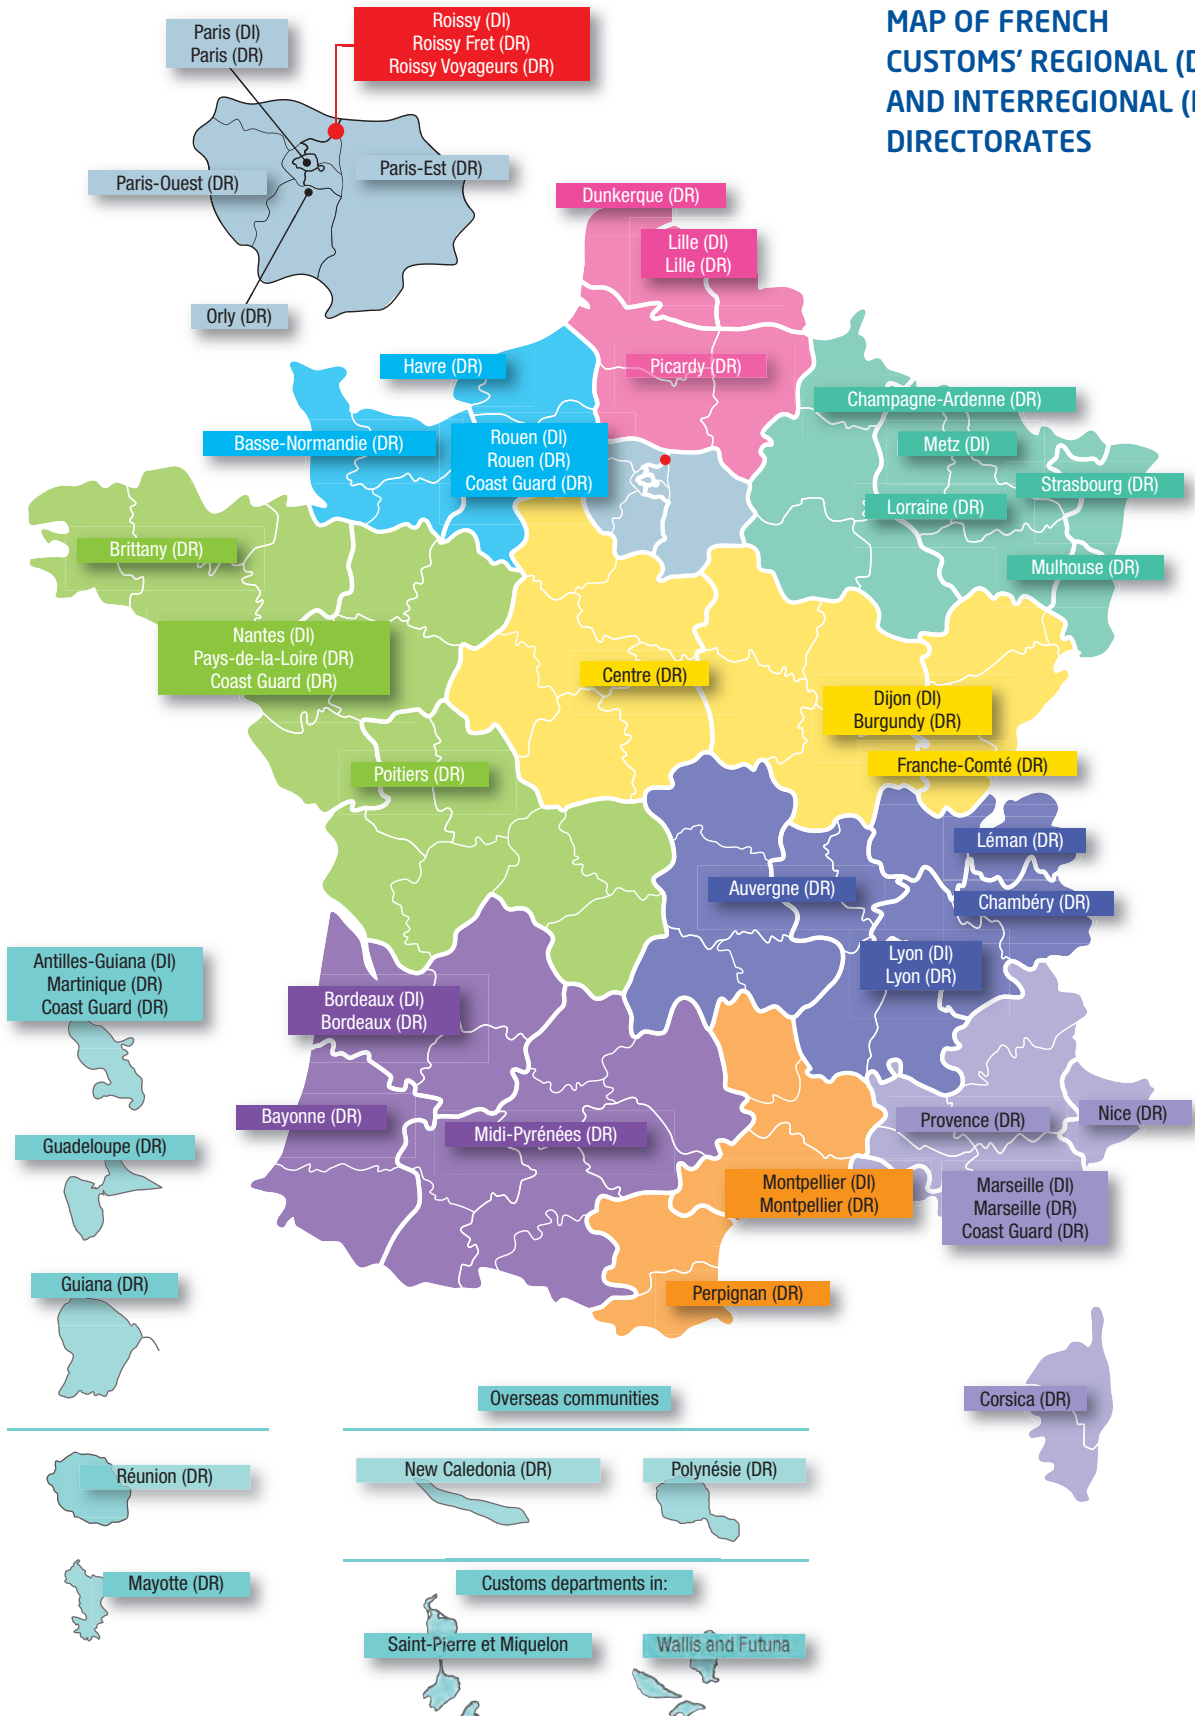 MAP OF FRENCH
CUSTOMS' REGIONAL (D
AND INTERREGIONAL (
DIRECTORATES
Paris (DI)
Paris (DR)
Roissy (DI)
Roissy Fret (DR)
Roissy Voyageurs (DR)
Paris-Ouest (DR)
Paris-Est (DR)
Orly (DR)
Dunkerque (DR)
Lille (DI)
Lille (DR)
Picardy (DR)
Havre (DR)
Basse-Normandie (DR)
Rouen (DI)
Rouen (DR)
Coast Guard (DR)
Champagne-Ardenne (DR)
Metz (DI)
Strasbourg (DR)
Lorraine (DR)
Mulhouse (DR)
Brittany (DR)
Nantes (DI)
Pays-de-la-Loire (DR)
Coast Guard (DR)
Poitiers (DR)
Centre (DR)
Dijon (DI)
Burgundy (DR)
Franche-Comté (DR)
Léman (DR)
Auvergne (DR)
Chambéry (DR)
Lyon (DI)
Lyon (DR)
Antilles-Guiana (DI)
Martinique (DR)
Coast Guard (DR)
Bordeaux (DI)
Bordeaux (DR)
Bayonne (DR)
Midi-Pyrénées (DR)
Provence (DR)
Nice (DR)
Guadeloupe (DR)
Montpellier (DI)
Montpellier (DR)
Marseille (DI)
Marseille (DR)
Coast Guard (DR)
Guiana (DR)
Perpignan (DR)
Corsica (DR)
Overseas communities
Réunion (DR)
New Caledonia (DR)
Polynésie (DR)
Mayotte (DR)
Customs departments in:
Saint-Pierre et Miquelon
Wallis and Futuna